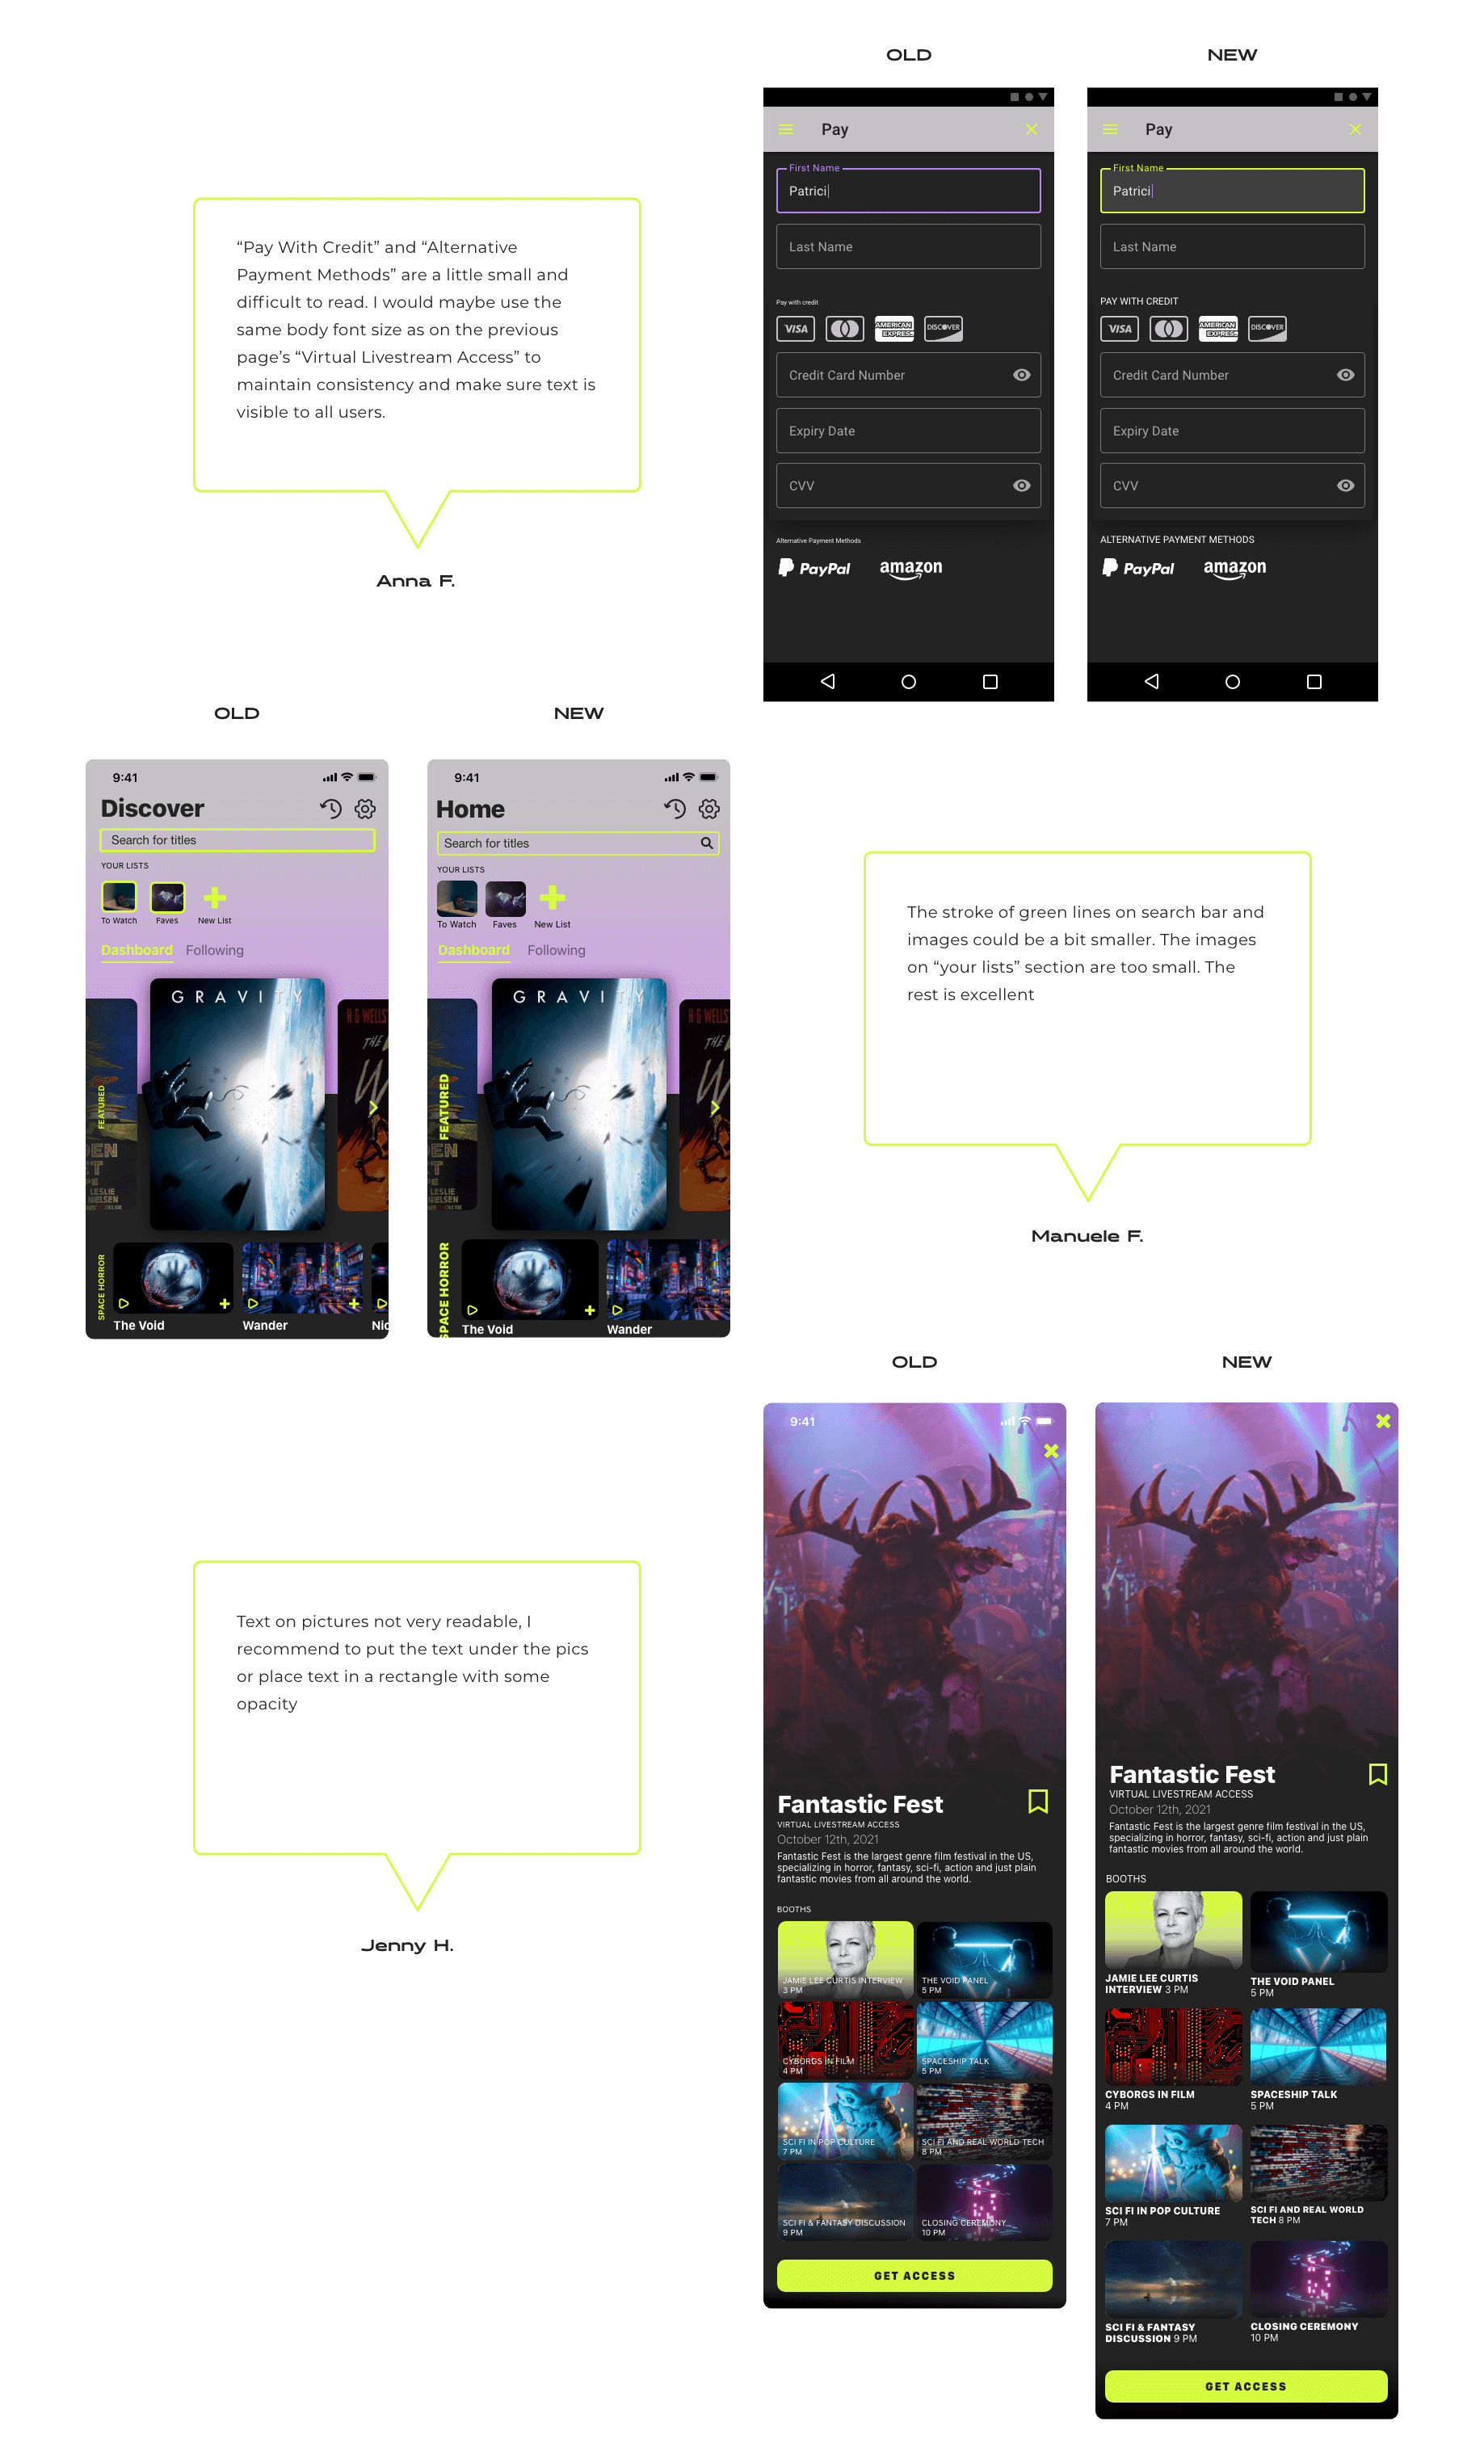 OLD
NEW
Pay
First Name
Patrici
Last Name
Pay with credit
VISA
AMERICAN
EXPRESS
DISCOVER
Credit Card Number
Expiry Date
CVV
Alternative Payment Methods
PayPal
amazon
Pay
First Name
Patrici
Last Name
PAY WITH CREDIT
VISA
AMERICAN
EXPRESS
DISCOVER
Credit Card Number
Expiry Date
CVV
ALTERNATIVE PAYMENT METHODS
PayPal
amazon
“Pay With Credit” and “Alternative
Payment Methods” are a little small and
difficult to read. I would maybe use the
same body font size as on the previous
page’s “Virtual Livestream Access” to
maintain consistency and make sure text is
visible to all users.
Anna F.
OLD
NEW
9:41
Discover
Search for titles
YOUR LISTS
To Watch
Faves
New List
Dashboard
Following
GRAVITY
H·G·WELLS
THE
FEATURED
DEN
ET
LESLIE
NIELSEN
SPACE HORROR
The Void
Wander
Nic
9:41
Home
Search for titles
YOUR LISTS
To Watch
Faves
New List
Dashboard
Following
GRAVITY
H·G·WELLS
THE
FEATURED
SPACE HORROR
The Void
Wander
The stroke of green lines on search bar and
images could be a bit smaller. The images
on “your lists” section are too small. The
rest is excellent
Manuele F.
OLD
NEW
9:41
Fantastic Fest
VIRTUAL LIVESTREAM ACCESS
October 12th, 2021
Fantastic Fest is the largest genre film festival in the US,
specializing in horror, fantasy, sci-fi, action and just plain
fantastic movies from all around the world.
BOOTHS
JAMIE LEE CURTIS INTERVIEW
3 PM
THE VOID PANEL
5 PM
CYBORGS IN FILM
4 PM
SPACESHIP TALK
5 PM
SCI FI IN POP CULTURE
7 PM
SCI FI AND REAL WORLD TECH
8 PM
SCI FI & FANTASY DISCUSSION
9 PM
CLOSING CEREMONY
10 PM
GET ACCESS
Fantastic Fest
VIRTUAL LIVESTREAM ACCESS
October 12th, 2021
Fantastic Fest is the largest genre film festival in the US,
specializing in horror, fantasy, sci-fi, action and just plain
fantastic movies from all around the world.
BOOTHS
JAMIE LEE CURTIS
INTERVIEW 3 PM
THE VOID PANEL
5 PM
CYBORGS IN FILM
4 PM
SPACESHIP TALK
5 PM
SCI FI IN POP CULTURE
7 PM
SCI FI AND REAL WORLD
TECH 8 PM
SCI FI & FANTASY
DISCUSSION 9 PM
CLOSING CEREMONY
10 PM
GET ACCESS
Text on pictures not very readable, I
recommend to put the text under the pics
or place text in a rectangle with some
opacity
Jenny H.